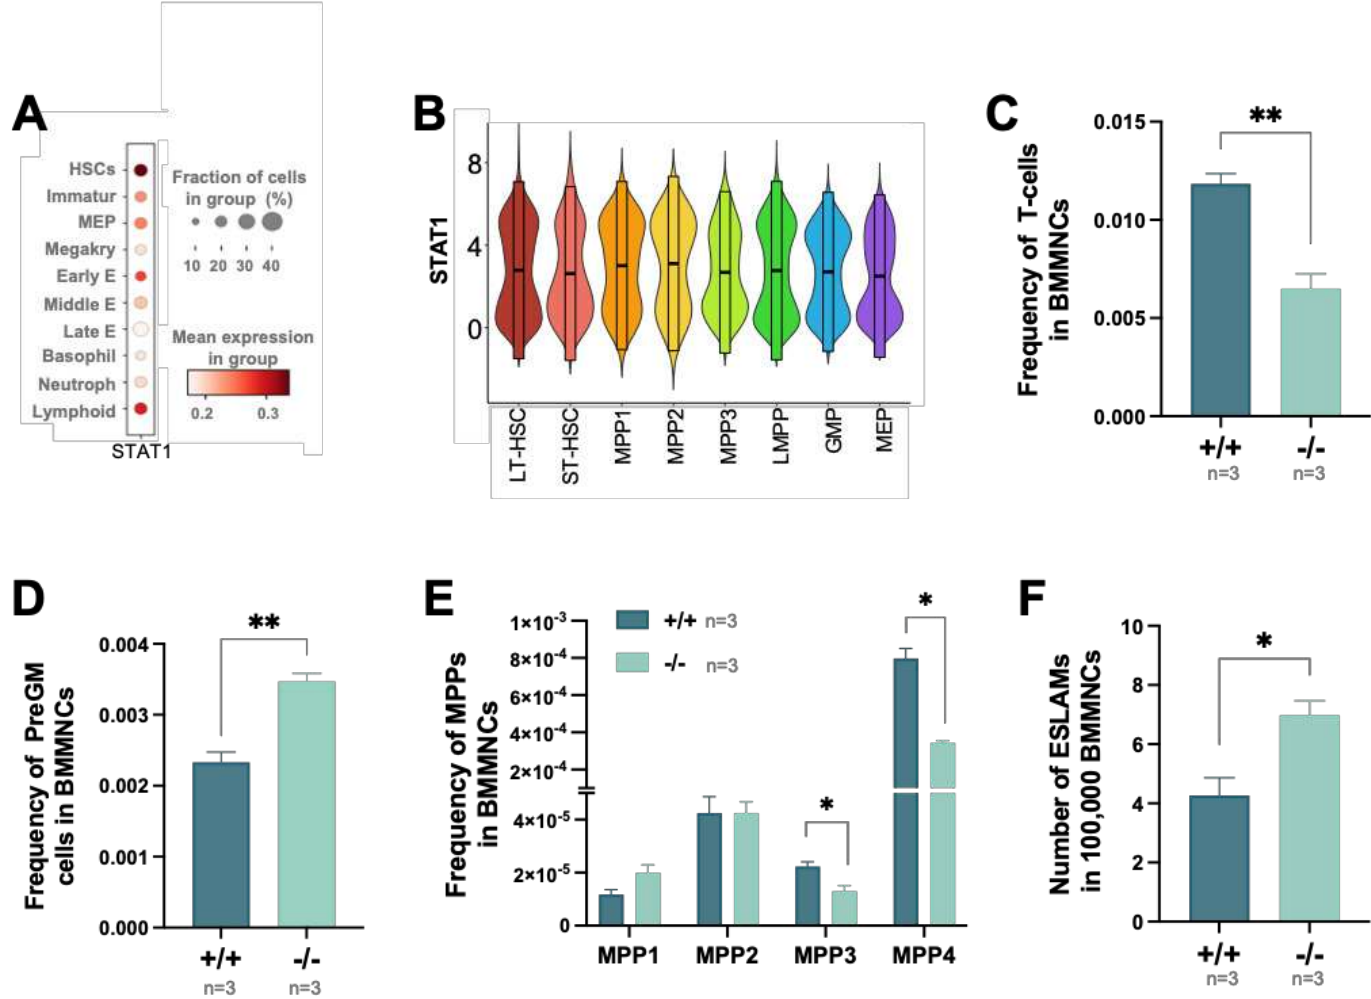 A
HSCs
Immatur
MEP
Megakry
Early E
Middle E
Late E
Basophil
Neutroph
Lymphoid
STAT1
Fraction of cells
in group (%)
10 20 30 40
Mean expression
in group
0.2 0.3
B
STAT1
8
4
0
LT-HSC
ST-HSC
MPP1
MPP2
MPP3
LMPP
GMP
MEP
C
Frequency of T-cells
in BMMNCs
0.015
0.010
0.005
0.000
**
+/+ -/-
n=3 n=3
D
Frequency of PreGM
cells in BMMNCs
0.004
0.003
0.002
0.001
0.000
**
+/+ -/-
n=3 n=3
E
Frequency of MPPs
in BMMNCs
1×10⁻³
8×10⁻⁴
6×10⁻⁴
4×10⁻⁴
2×10⁻⁴
4×10⁻⁵
2×10⁻⁵
0
+/+ n=3
-/- n=3
*
*
MPP1 MPP2 MPP3 MPP4
F
Number of ESLAMs
in 100,000 BMMNCs
10
8
6
4
2
0
*
+/+ -/-
n=3 n=3